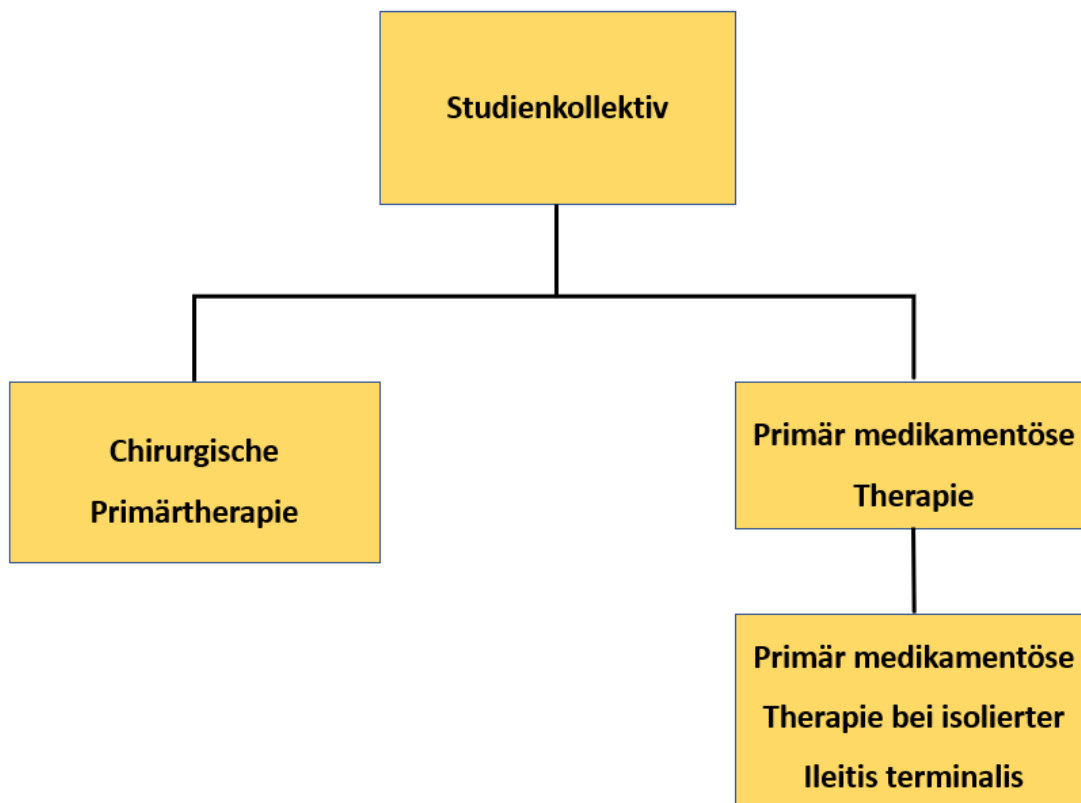 Studienkollektiv
Chirurgische
Primärtherapie
Primär medikamentöse
Therapie
Primär medikamentöse
Therapie bei isolierter
Ileitis terminalis